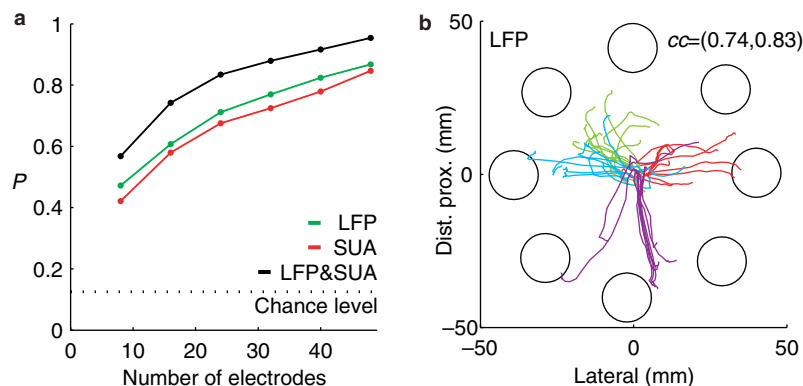 a
1
0.8
0.6
P
0.4
0.2
0.1
0
LFP
SUA
LFP&SUA
Chance level
0 10 20 30 40
Number of electrodes
b
50
LFP cc=(0.74,0.83)
Dist. prox. (mm)
0
–50
–50 0 50
Lateral (mm)